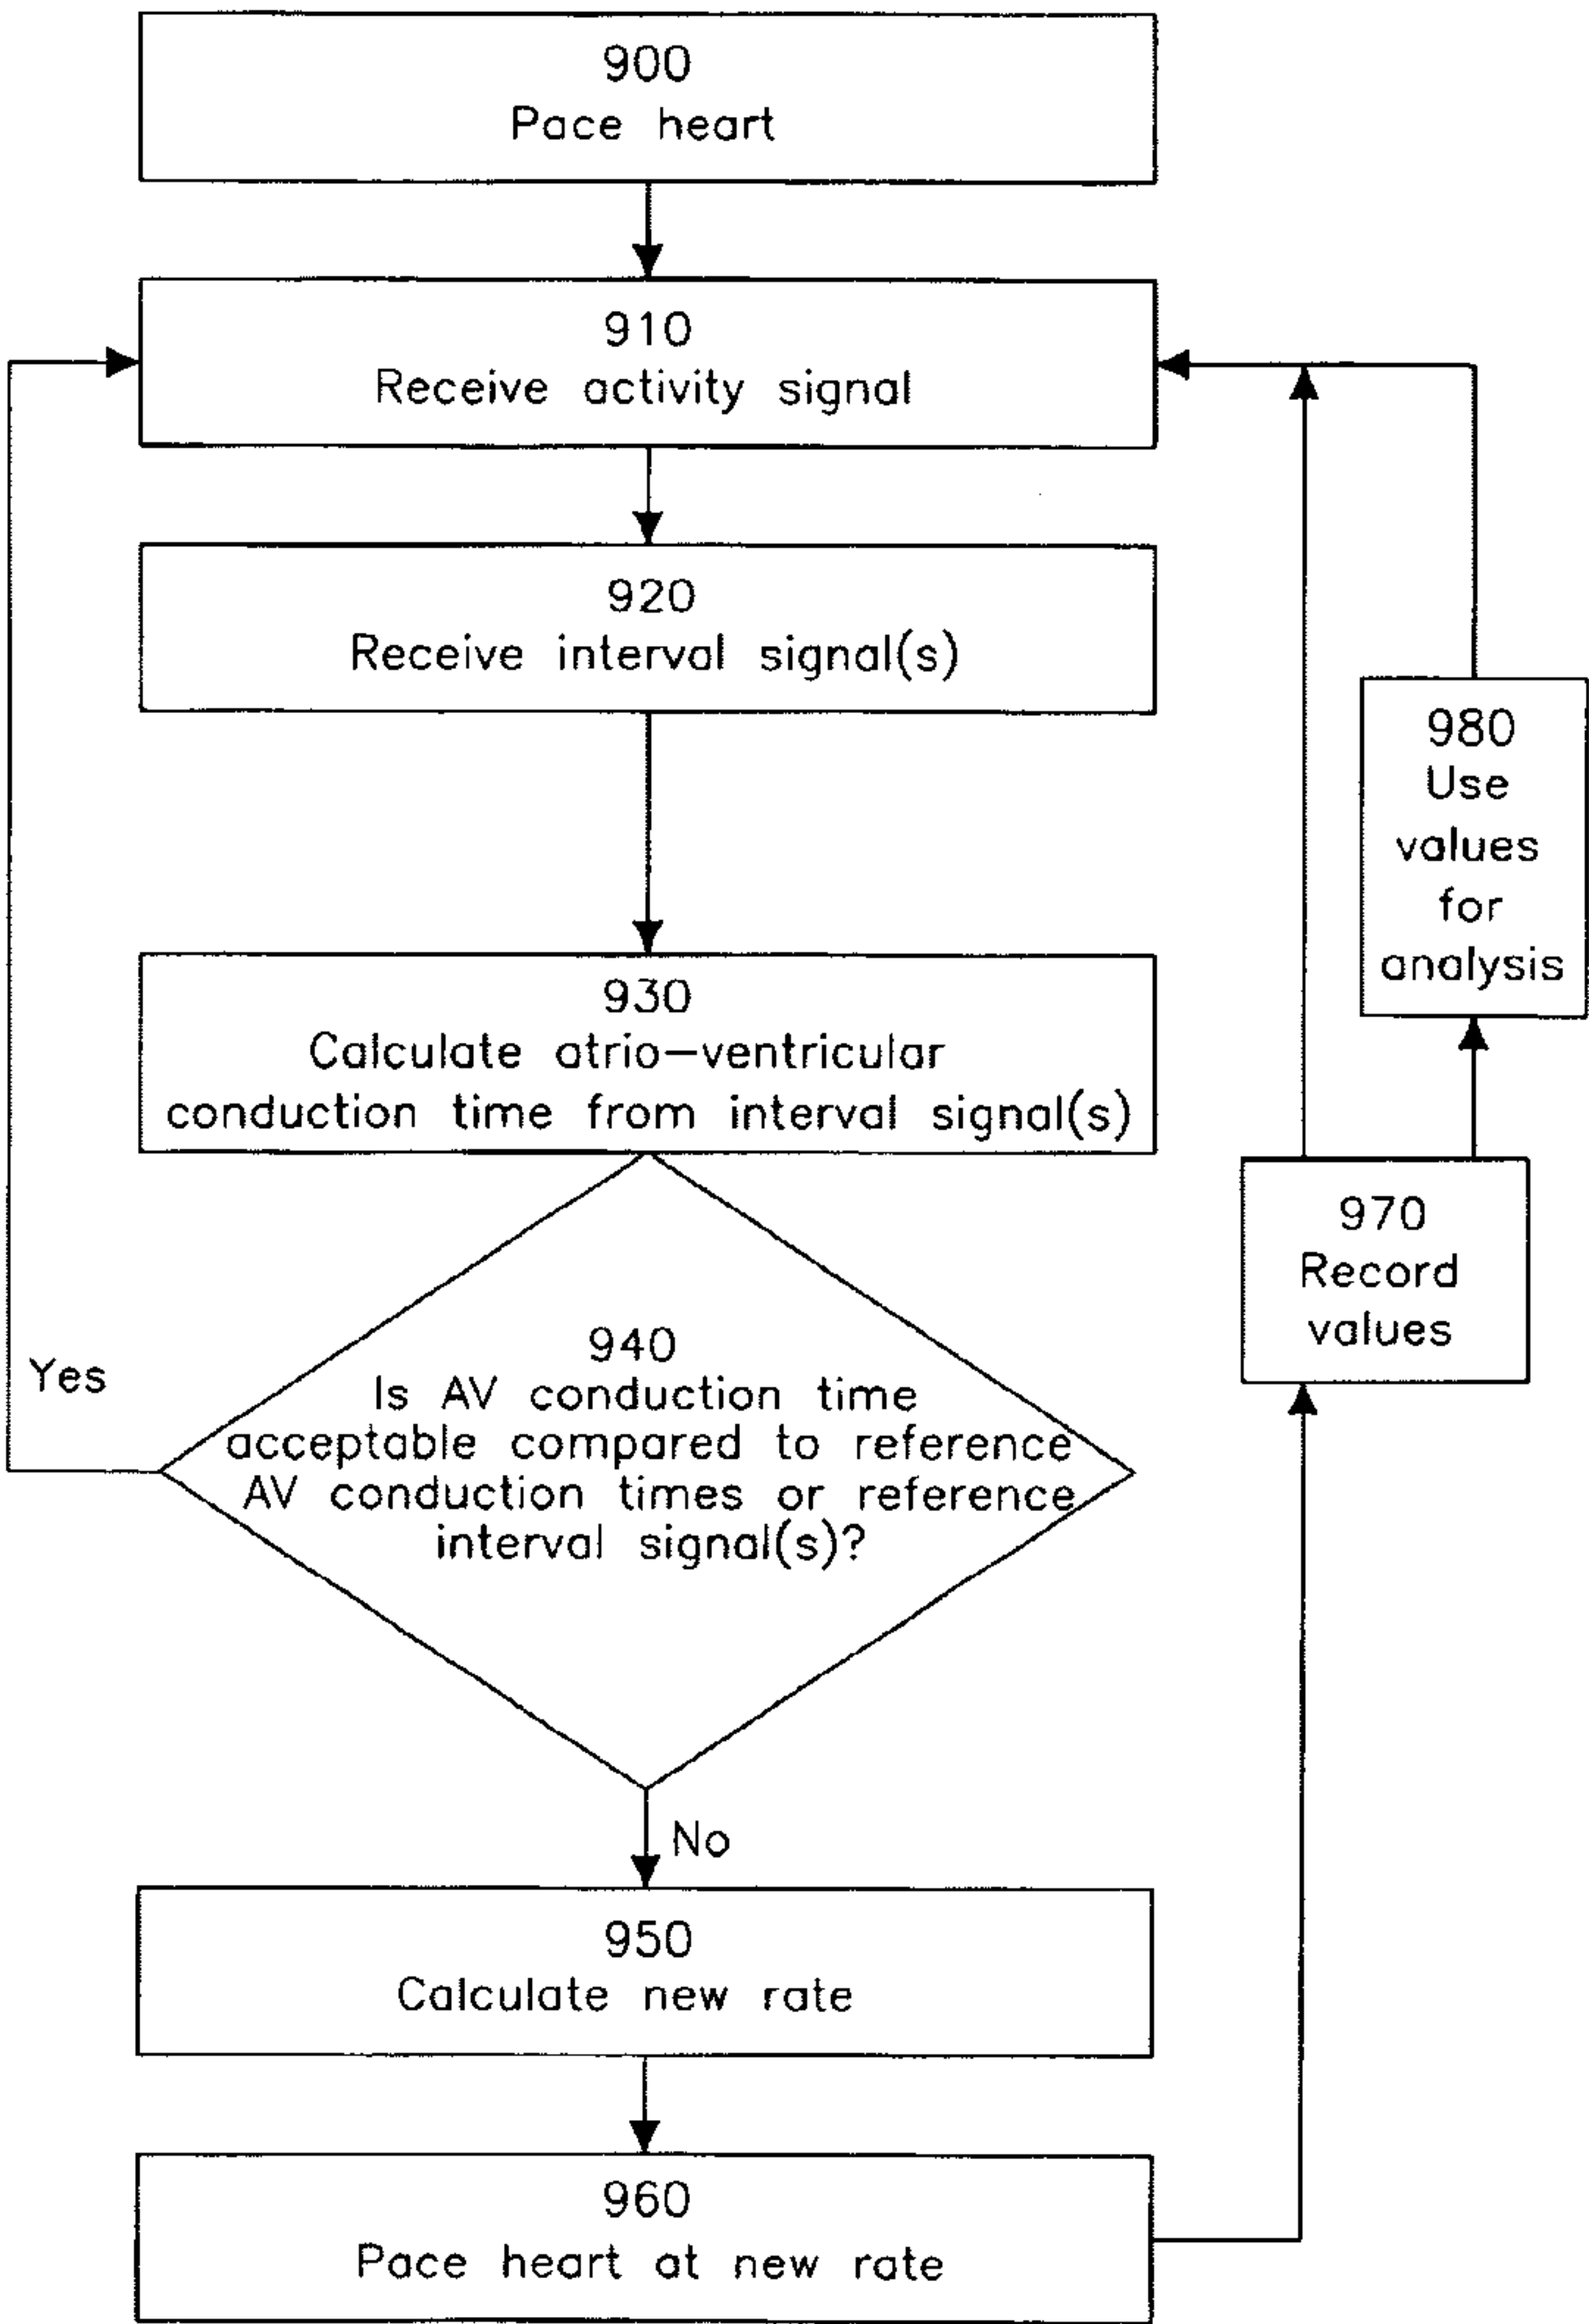 900
Pace heart
910
Receive activity signal
920
Receive interval signal(s)
930
Calculate atrio-ventricular
conduction time from interval signal(s)
940
Is AV conduction time
acceptable compared to reference
AV conduction times or reference
interval signal(s)?
Yes
No
950
Calculate new rate
960
Pace heart at new rate
970
Record
values
980
Use
values
for
analysis